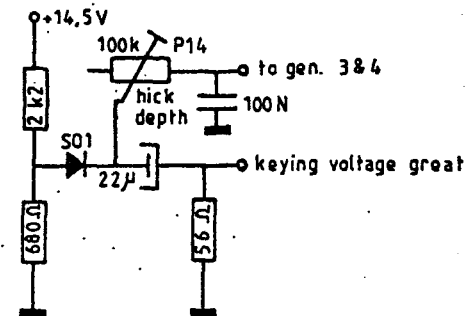 +14,5V
100k P14
to gen. 3&4
hick
depth
100N
2k2
S01
22µ
keying voltage great
680Ω
56Ω